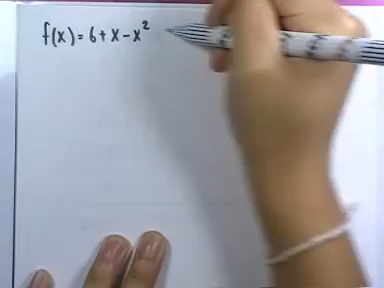 f(x) = 6 + x - x²